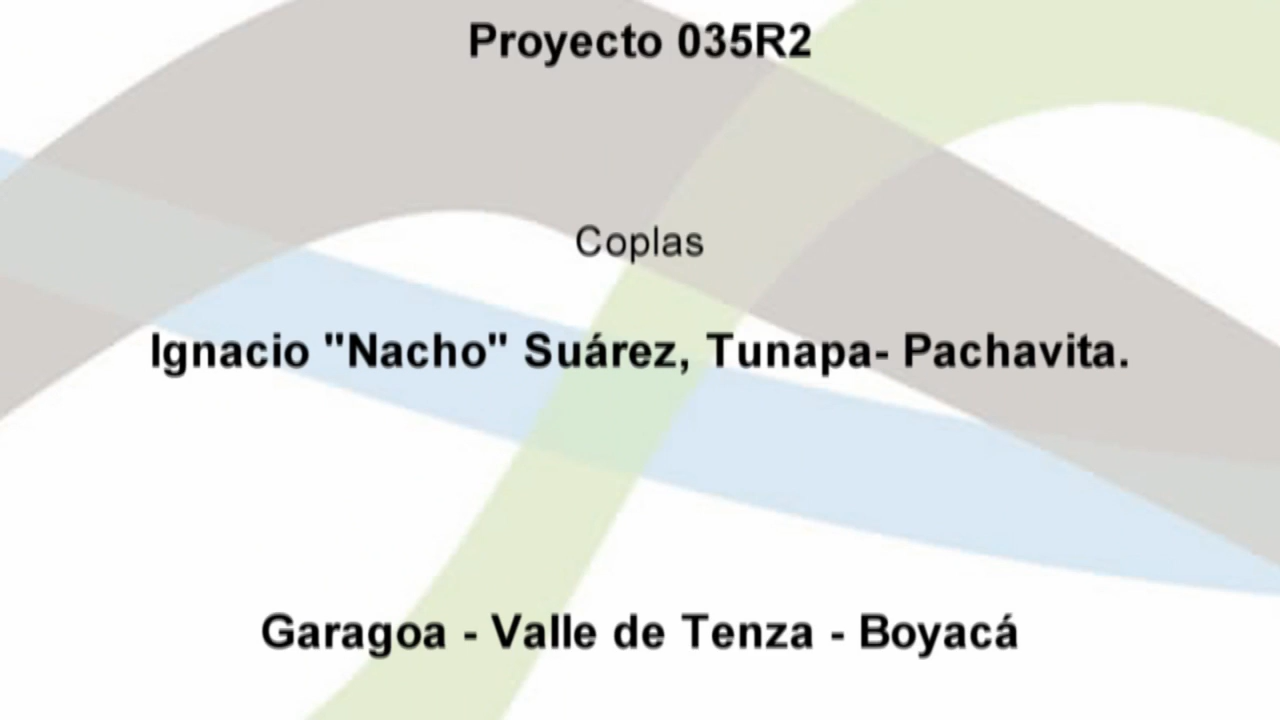 Proyecto 035R2
Coplas
Ignacio "Nacho" Suárez, Tunapa- Pachavita.
Garagoa - Valle de Tenza - Boyacá